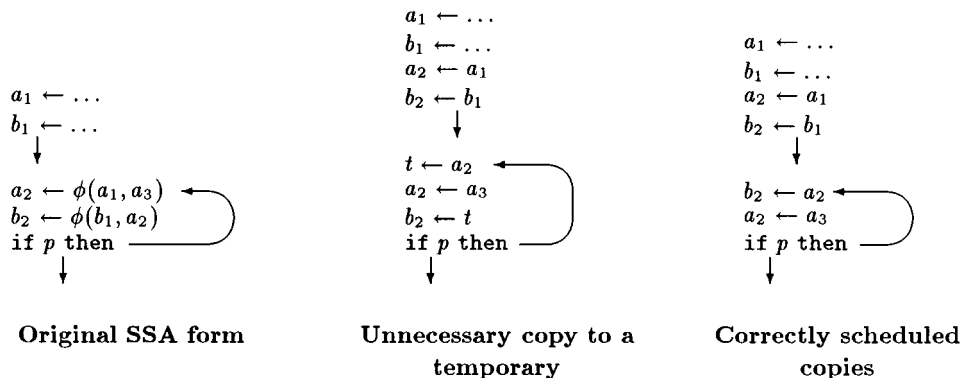 a₁ ← ...
b₁ ← ...
a₂ ← ϕ(a₁, a₃)
b₂ ← ϕ(b₁, a₂)
if p then
Original SSA form
a₁ ← ...
b₁ ← ...
a₂ ← a₁
b₂ ← b₁
t ← a₂
a₂ ← a₃
b₂ ← t
if p then
Unnecessary copy to a
temporary
a₁ ← ...
b₁ ← ...
a₂ ← a₁
b₂ ← b₁
b₂ ← a₂
a₂ ← a₃
if p then
Correctly scheduled
copies